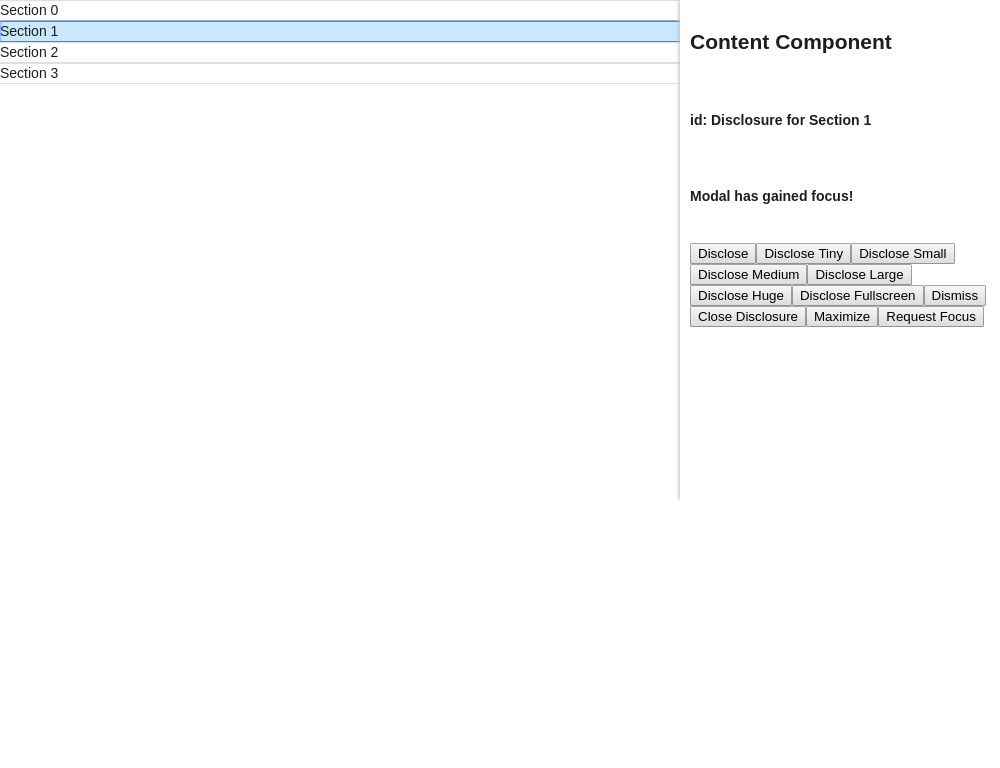 Section 0
Section 1
Section 2
Section 3
Content Component
id: Disclosure for Section 1
Modal has gained focus!
Disclose Disclose Tiny Disclose Small
Disclose Medium Disclose Large
Disclose Huge Disclose Fullscreen Dismiss
Close Disclosure Maximize Request Focus